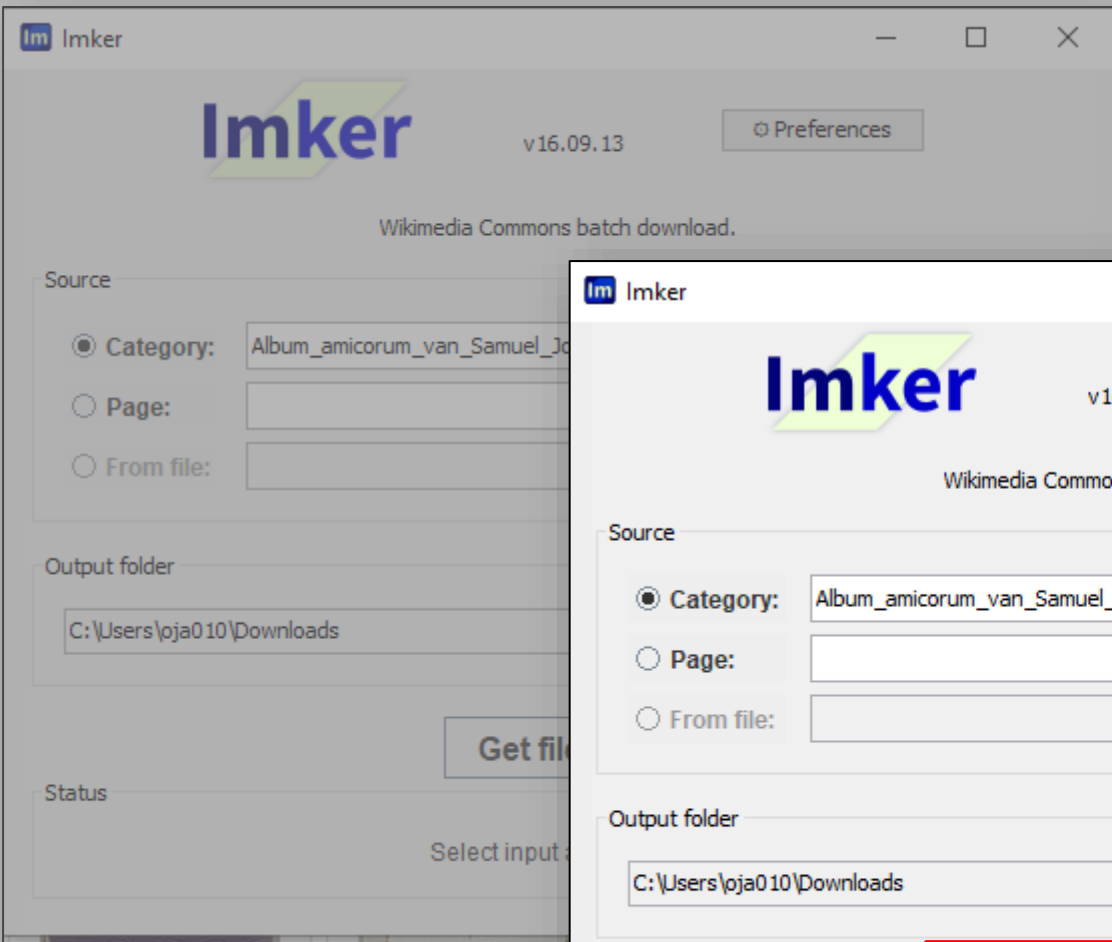 Im Imker
Imker
v16.09.13
Preferences
Wikimedia Commons batch download.
Source
Category:
Album_amicorum_van_Samuel_Jo
Page:
From file:
Output folder
C:\Users\oja010\Downloads
Get file
Status
Select input
Im Imker
Imker
v1
Wikimedia Commo
Source
Category:
Album_amicorum_van_Samuel_
Page:
From file:
Output folder
C:\Users\oja010\Downloads